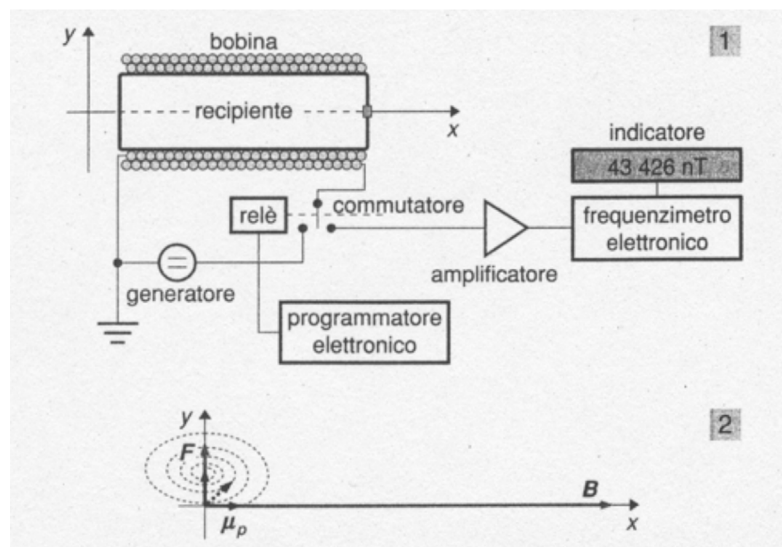 y
bobina
1
recipiente
x
indicatore
43 426 nT
relè
commutatore
frequenzimetro
elettronico
amplificatore
generatore
programmatore
elettronico
y
2
F
B
μp
x